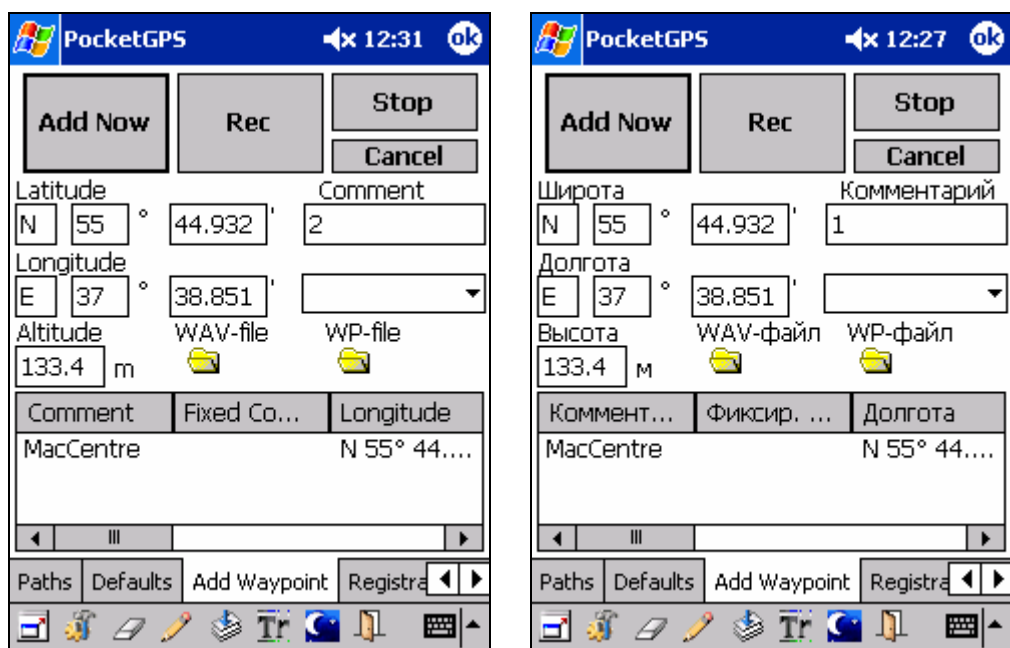 PocketGPS 12:31 ok
Add Now Rec Stop
Cancel
Latitude Comment
N 55 ° 44.932 ' 2
Longitude
E 37 ° 38.851 '
Altitude WAV-file WP-file
133.4 m
Comment Fixed Co... Longitude
MacCentre N 55° 44....
Paths Defaults Add Waypoint Registra
Tr
PocketGPS 12:27 ok
Add Now Rec Stop
Cancel
Широта Комментарий
N 55 ° 44.932 ' 1
Долгота
E 37 ° 38.851 '
Высота WAV-файл WP-файл
133.4 м
Коммент... Фиксир. ... Долгота
MacCentre N 55° 44....
Paths Defaults Add Waypoint Registra
Tr